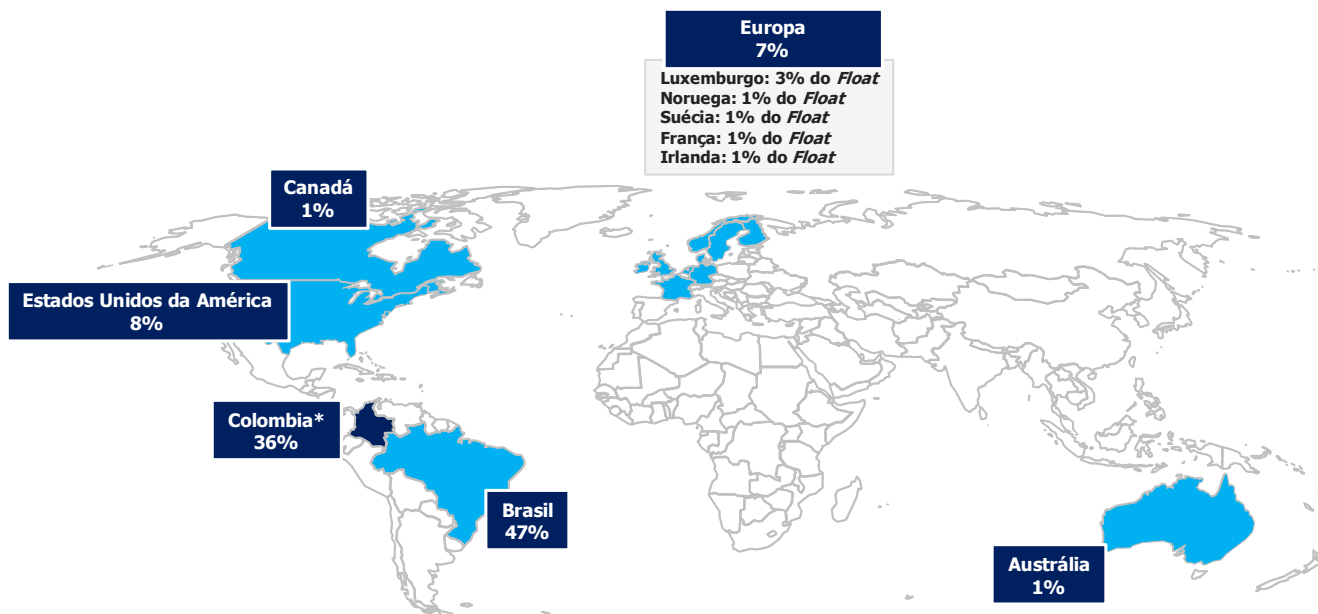 Europa
7%
Luxemburgo: 3% do Float
Noruega: 1% do Float
Suécia: 1% do Float
França: 1% do Float
Irlanda: 1% do Float
Canadá
1%
Estados Unidos da América
8%
Colombia*
36%
Brasil
47%
Austrália
1%